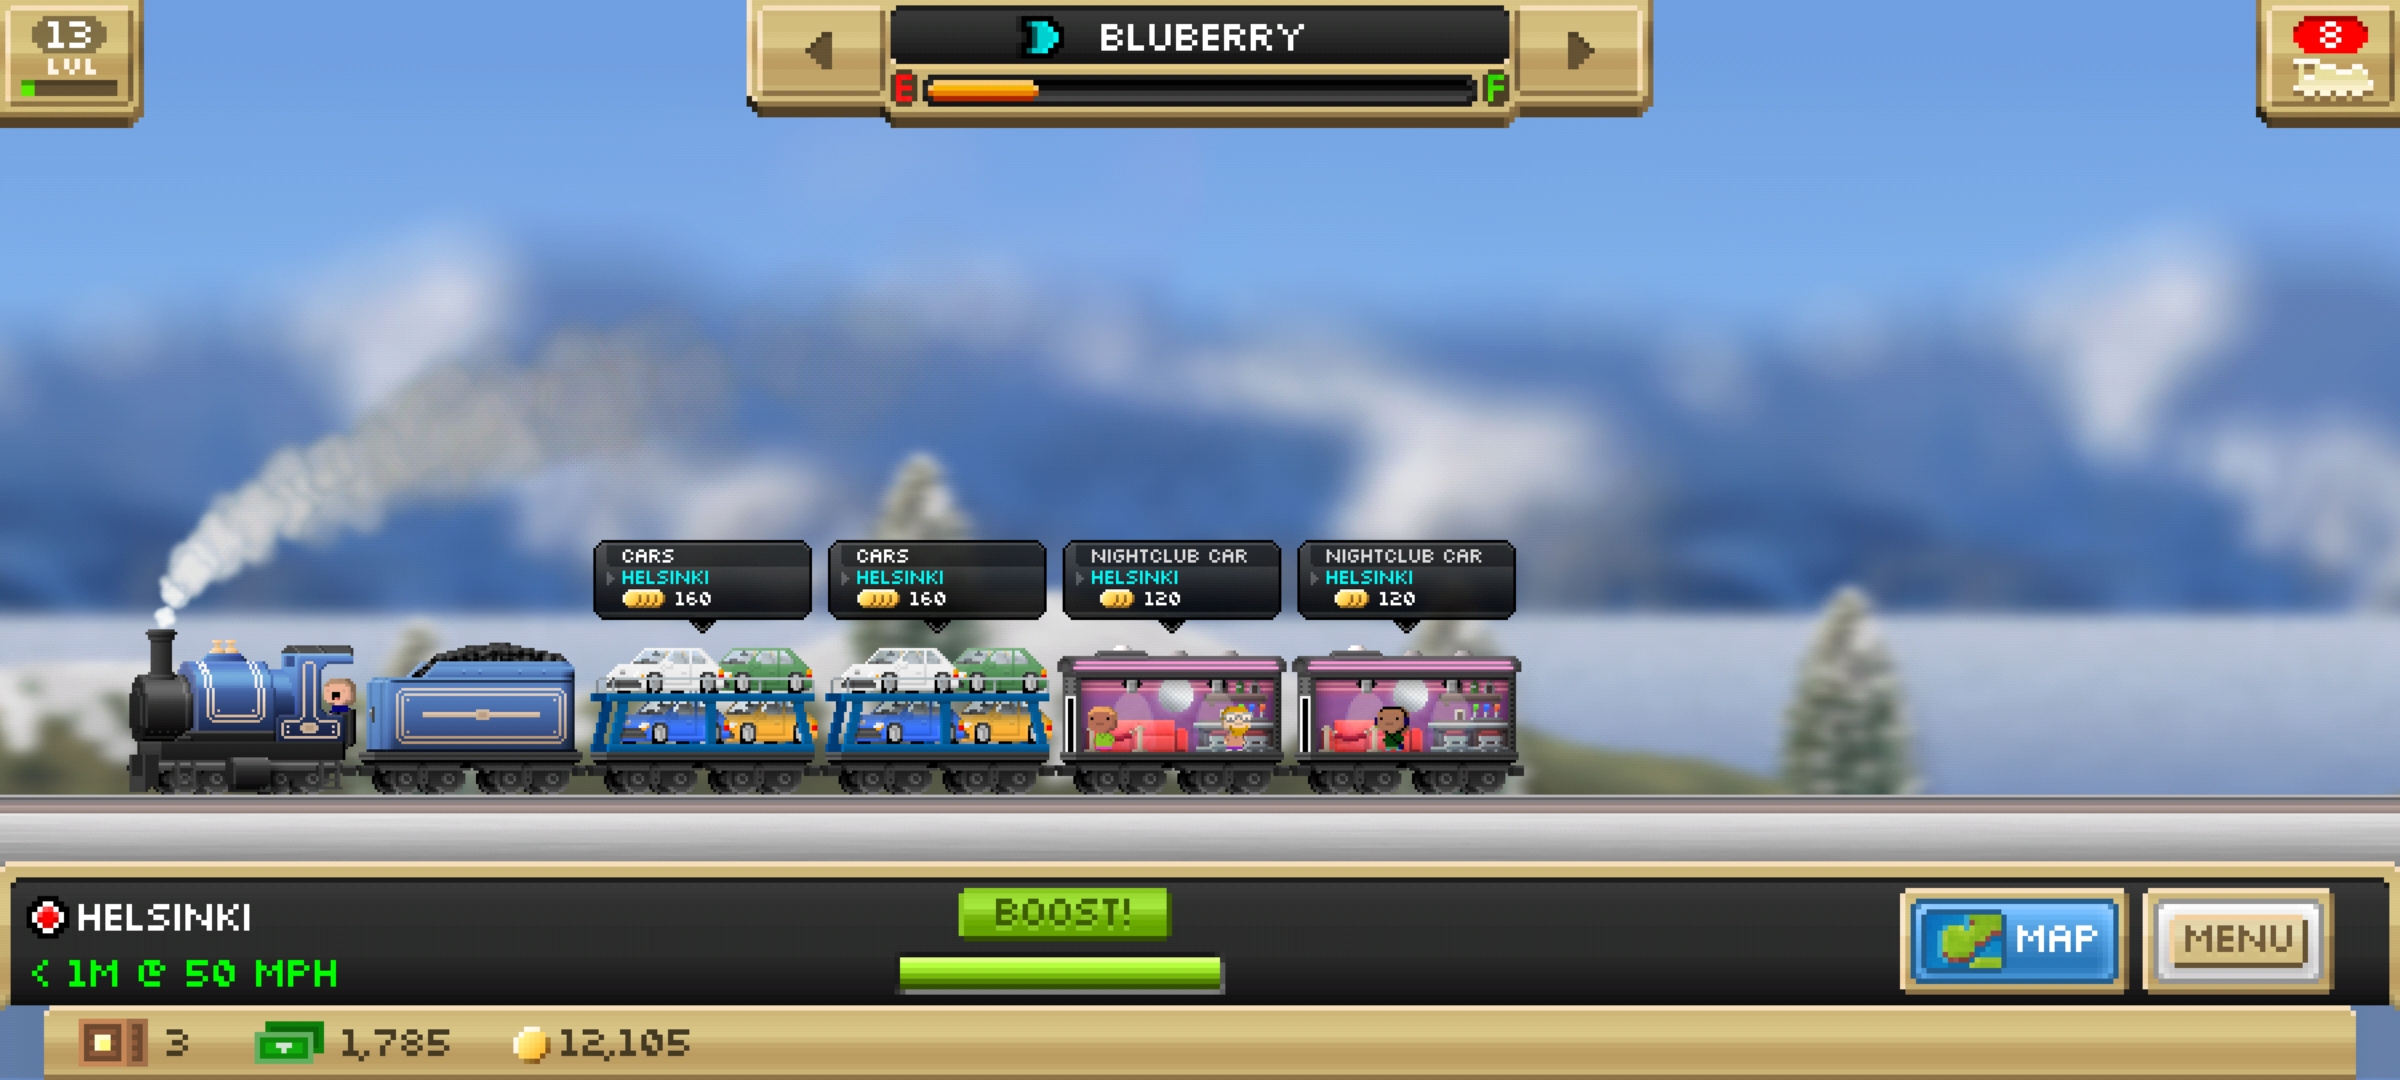 13
LVL
BLUBERRY
E F
8
CARS
HELSINKI
160
CARS
HELSINKI
160
NIGHTCLUB CAR
HELSINKI
120
NIGHTCLUB CAR
HELSINKI
120
HELSINKI
< 1M @ 50 MPH
BOOST!
MAP
MENU
3
1,785
12,105